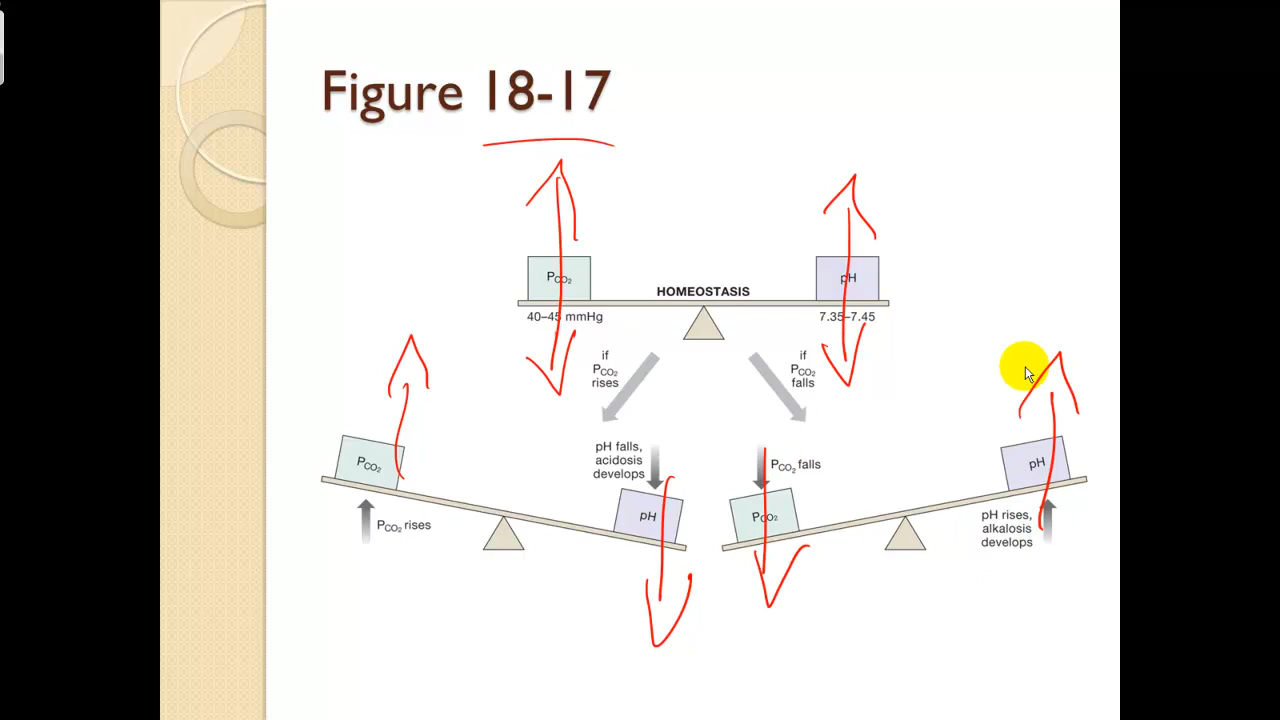 Figure 18-17
PCO2
pH
HOMEOSTASIS
40–45 mmHg
7.35–7.45
if
PCO2
rises
if
PCO2
falls
PCO2
PCO2 rises
pH falls,
acidosis
develops
pH
PCO2 falls
PCO2
pH
pH rises,
alkalosis
develops